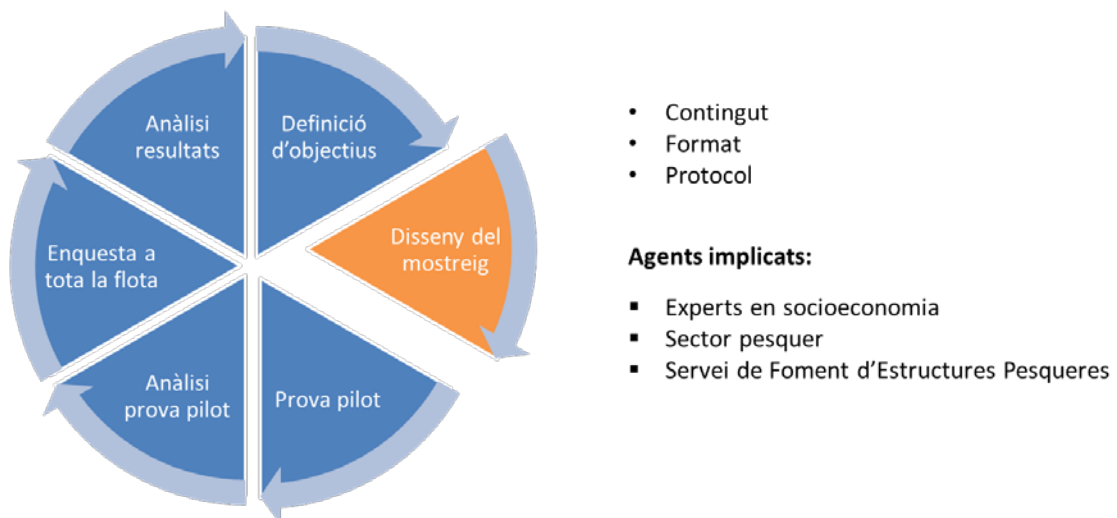 Anàlisi
resultats
Definició
d'objectius
Disseny del
mostreig
Prova pilot
Anàlisi
prova pilot
Enquesta a
tota la flota
• Contingut
• Format
• Protocol
Agents implicats:
▪ Experts en socioeconomia
▪ Sector pesquer
▪ Servei de Foment d'Estructures Pesqueres